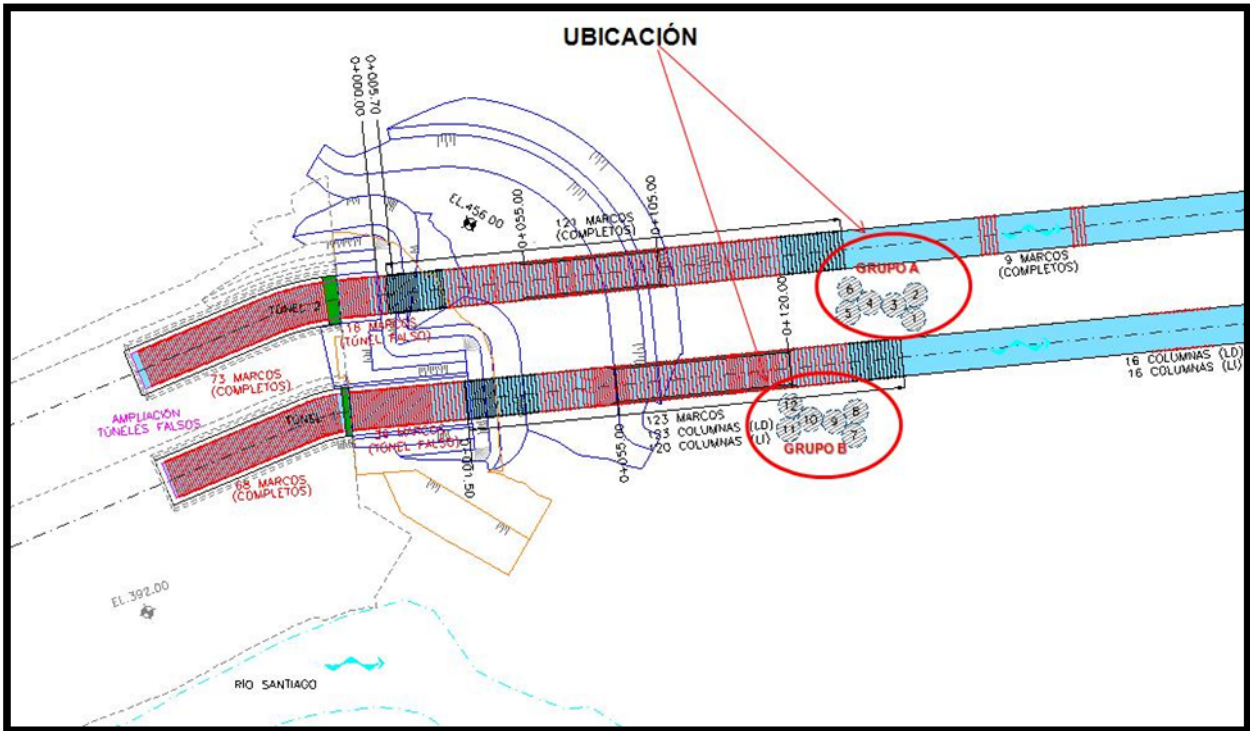 UBICACIÓN
0+000.00
0+005.70
EL.456.00
0+055.00
121 MARCOS
(COMPLETOS)
0+105.00
GRUPO A
6
5
4
3
2
1
9 MARCOS
(COMPLETOS)
TÚNEL 2
16 MARCOS
(TÚNEL FALSO)
0+120.00
73 MARCOS
(COMPLETOS)
AMPLIACIÓN
TÚNELES FALSOS
TÚNEL
(TÚNEL FALSO)
68 MARCOS
(COMPLETOS)
0+001.50
0+055.00
123 MARCOS
133 COLUMNAS (LD)
120 COLUMNAS (LI)
12
11
10
9
8
7
GRUPO B
16 COLUMNAS (LD)
16 COLUMNAS (LI)
EL.392.00
RÍO SANTIAGO